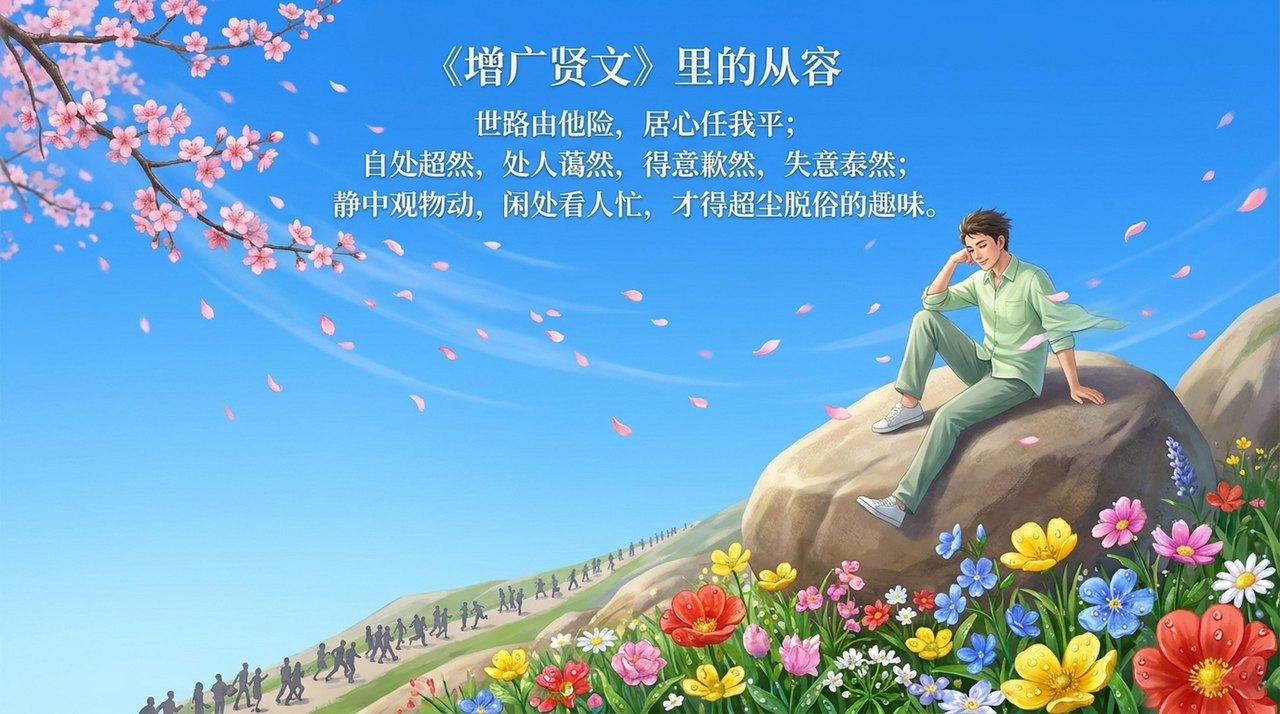 《增广贤文》里的从容
世路由他险，居心任我平；
自处超然，处人蔼然，得意歉然，失意泰然；
静中观物动，闲处看人忙，才得超尘脱俗的趣味。